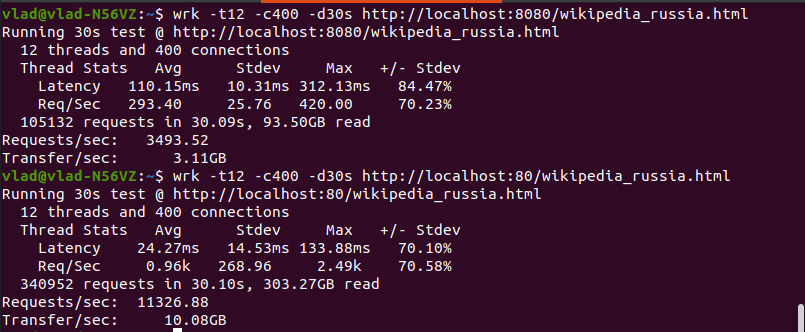 vlad@vlad-N56VZ:~$ wrk -t12 -c400 -d30s http://localhost:8080/wikipedia_russia.html
Running 30s test @ http://localhost:8080/wikipedia_russia.html
  12 threads and 400 connections
  Thread Stats   Avg      Stdev     Max   +/- Stdev
    Latency   110.15ms   10.31ms 312.13ms   84.47%
    Req/Sec   293.40     25.76   420.00     70.23%
  105132 requests in 30.09s, 93.50GB read
Requests/sec:   3493.52
Transfer/sec:      3.11GB
vlad@vlad-N56VZ:~$ wrk -t12 -c400 -d30s http://localhost:80/wikipedia_russia.html
Running 30s test @ http://localhost:80/wikipedia_russia.html
  12 threads and 400 connections
  Thread Stats   Avg      Stdev     Max   +/- Stdev
    Latency    24.27ms   14.53ms 133.88ms   70.10%
    Req/Sec     0.96k   268.96     2.49k    70.58%
  340952 requests in 30.10s, 303.27GB read
Requests/sec:  11326.88
Transfer/sec:     10.08GB